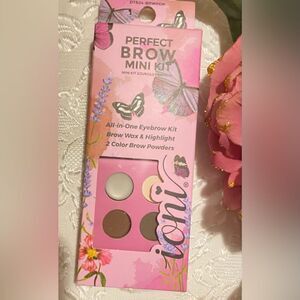 PERFECT
BROW
MINI KIT
All-in-One Eyebrow Kit
Brow Wax & Highlight
2 Color Brow Powders
ioni